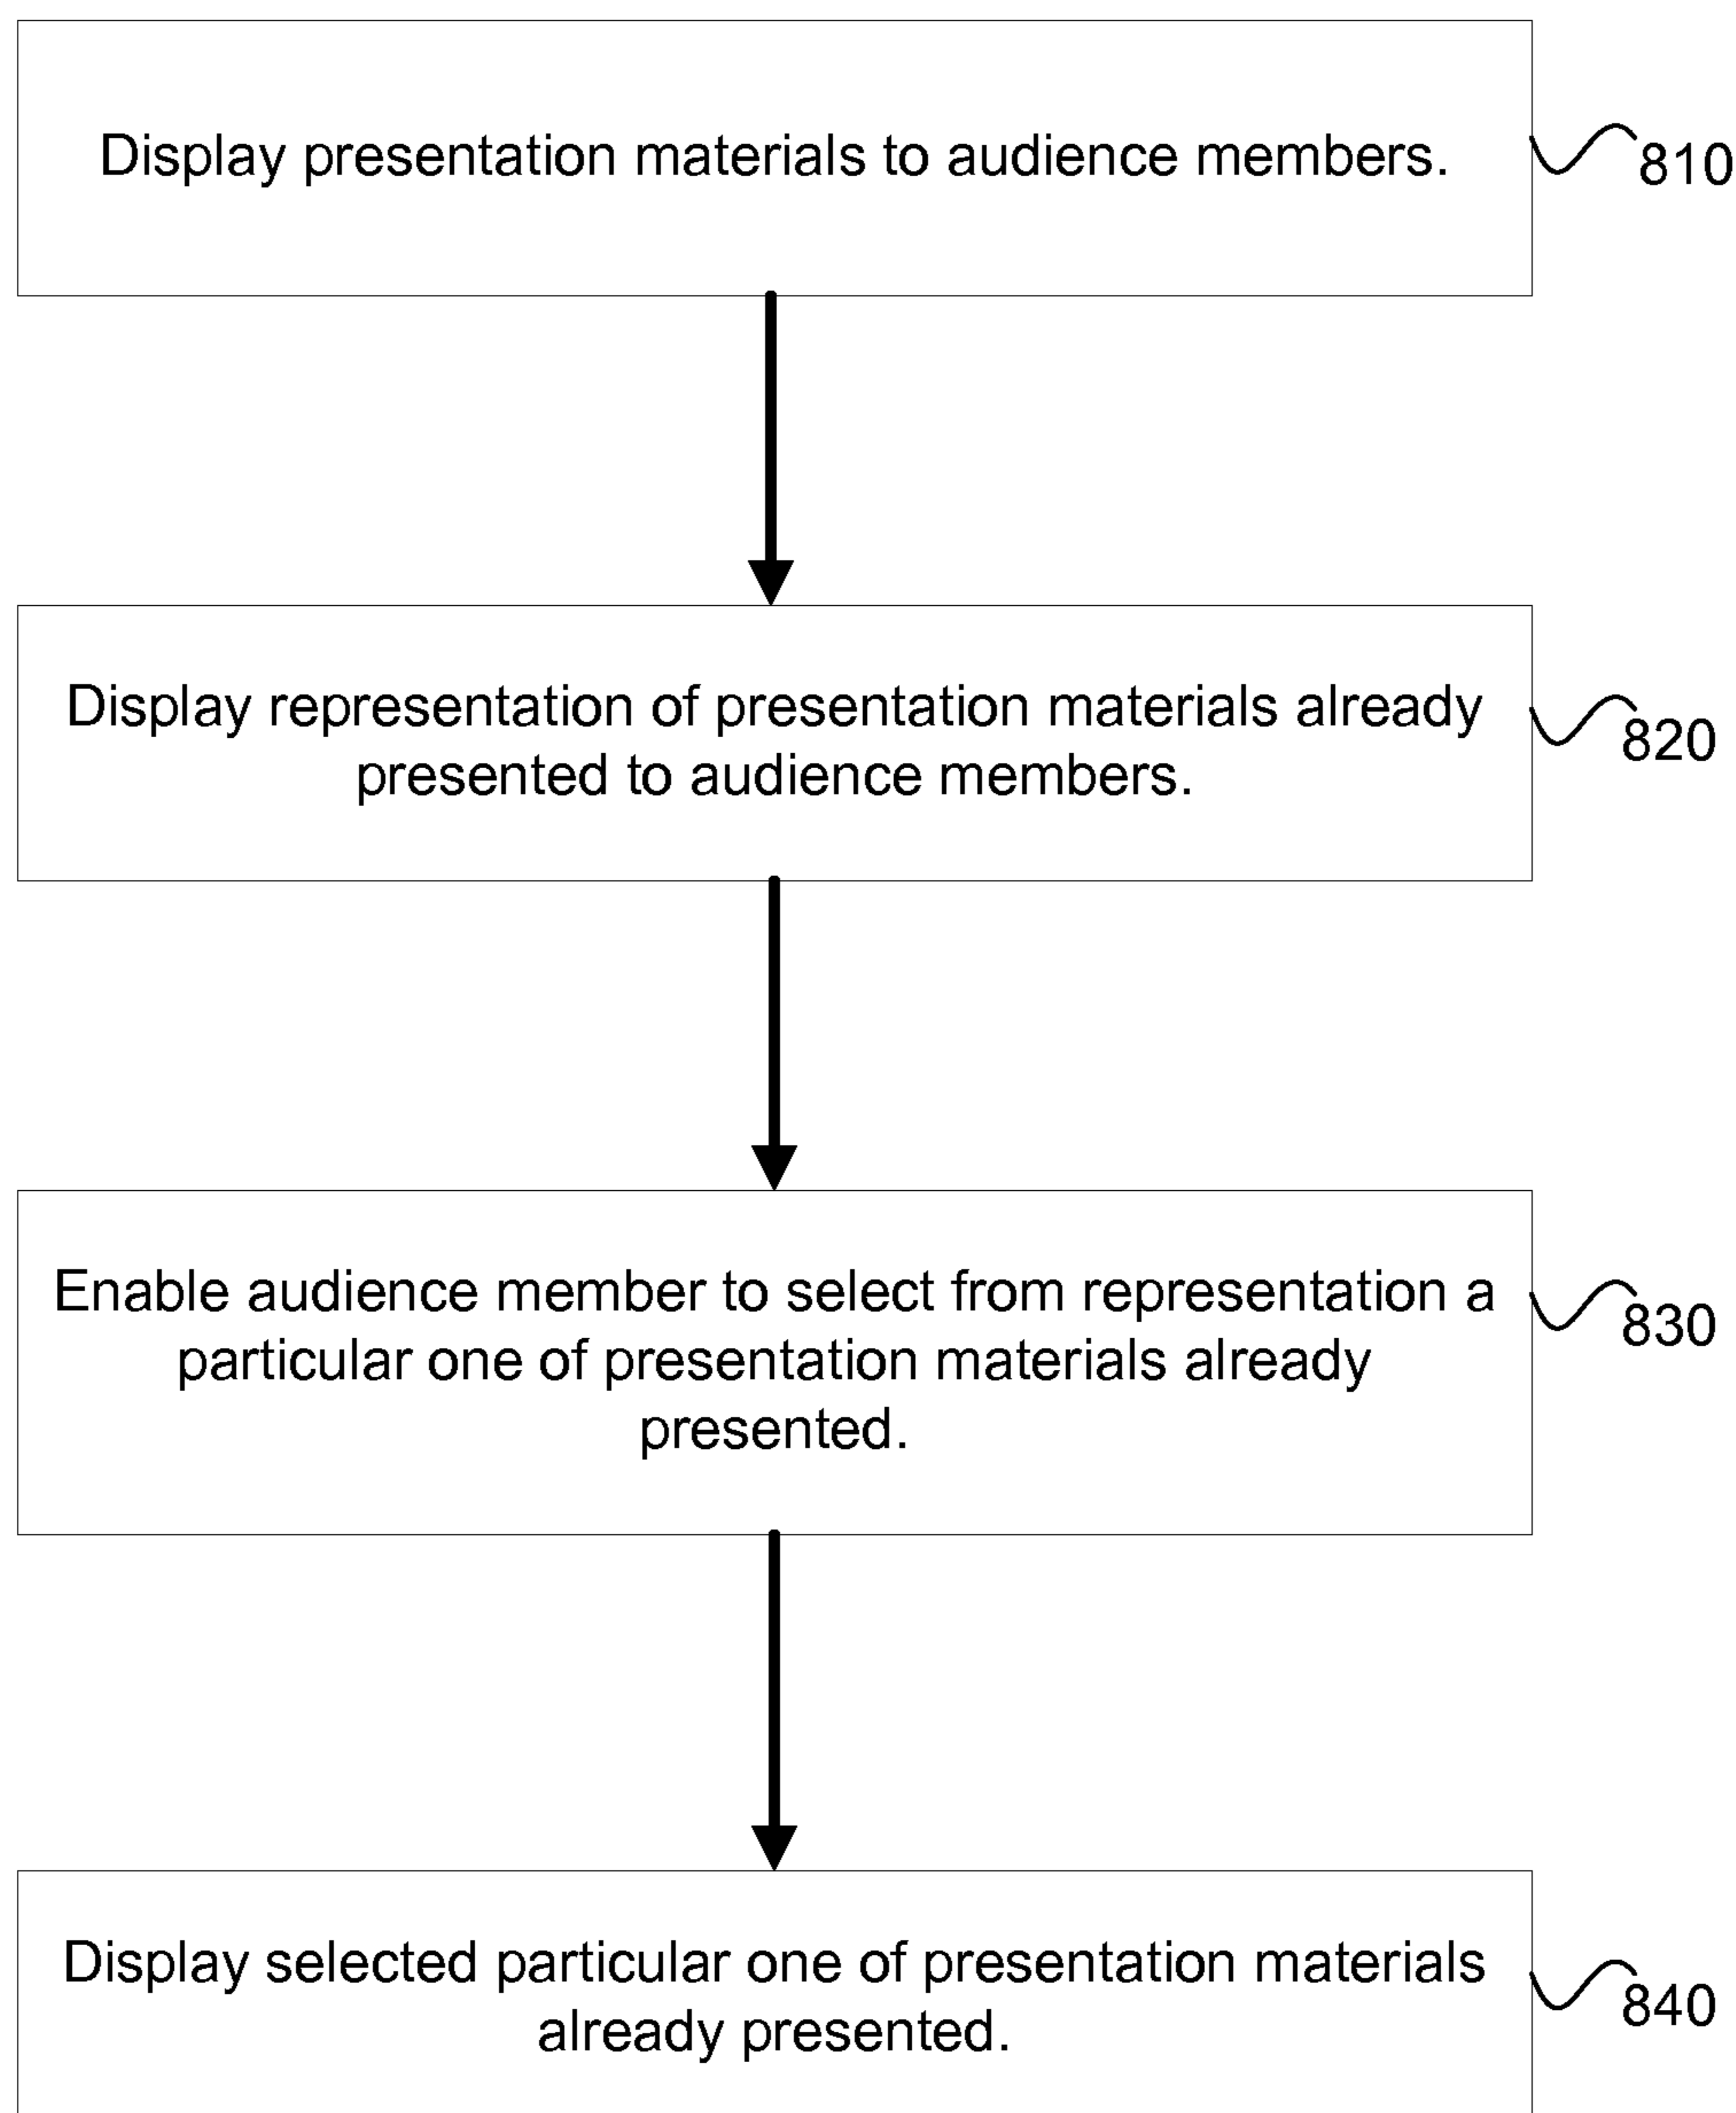 Display presentation materials to audience members.
810
Display representation of presentation materials already
presented to audience members.
820
Enable audience member to select from representation a
particular one of presentation materials already
presented.
830
Display selected particular one of presentation materials
already presented.
840